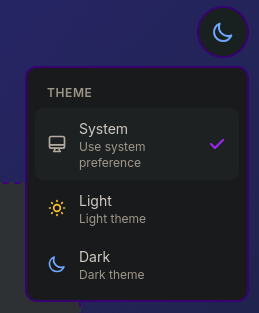 THEME
System
Use system
preference
Light
Light theme
Dark
Dark theme